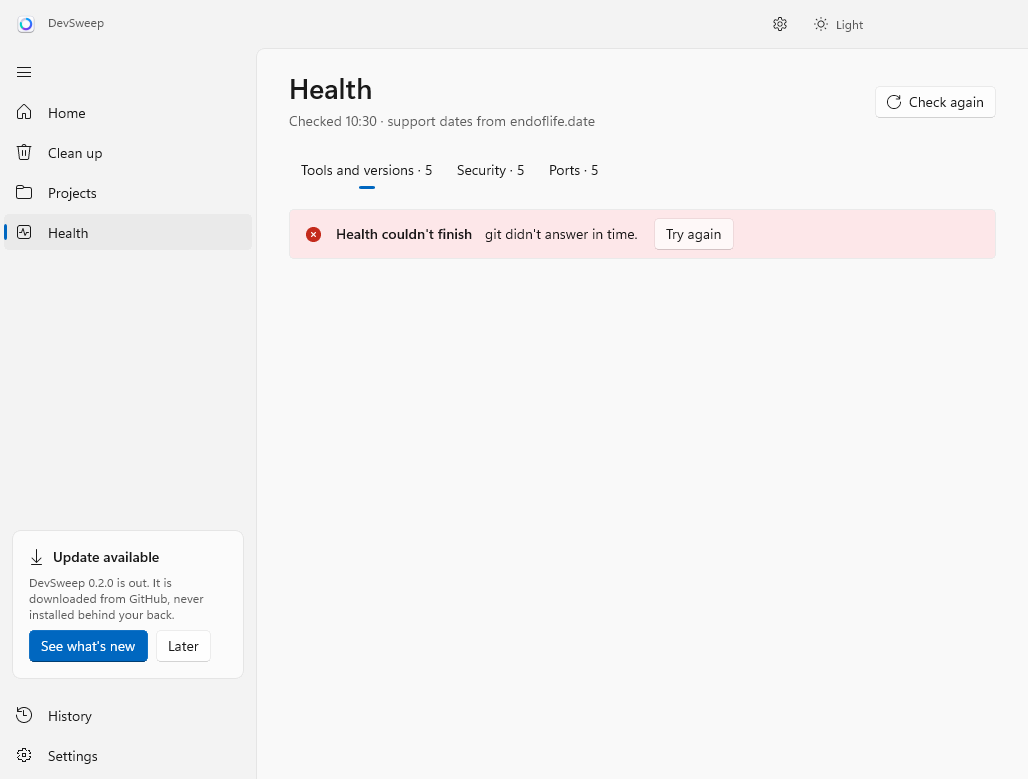 DevSweep
Light
Home
Clean up
Projects
Health
Health
Checked 10:30 · support dates from endoflife.date
Check again
Tools and versions · 5
Security · 5
Ports · 5
Health couldn't finish
git didn't answer in time.
Try again
Update available
DevSweep 0.2.0 is out. It is
downloaded from GitHub, never
installed behind your back.
See what's new
Later
History
Settings